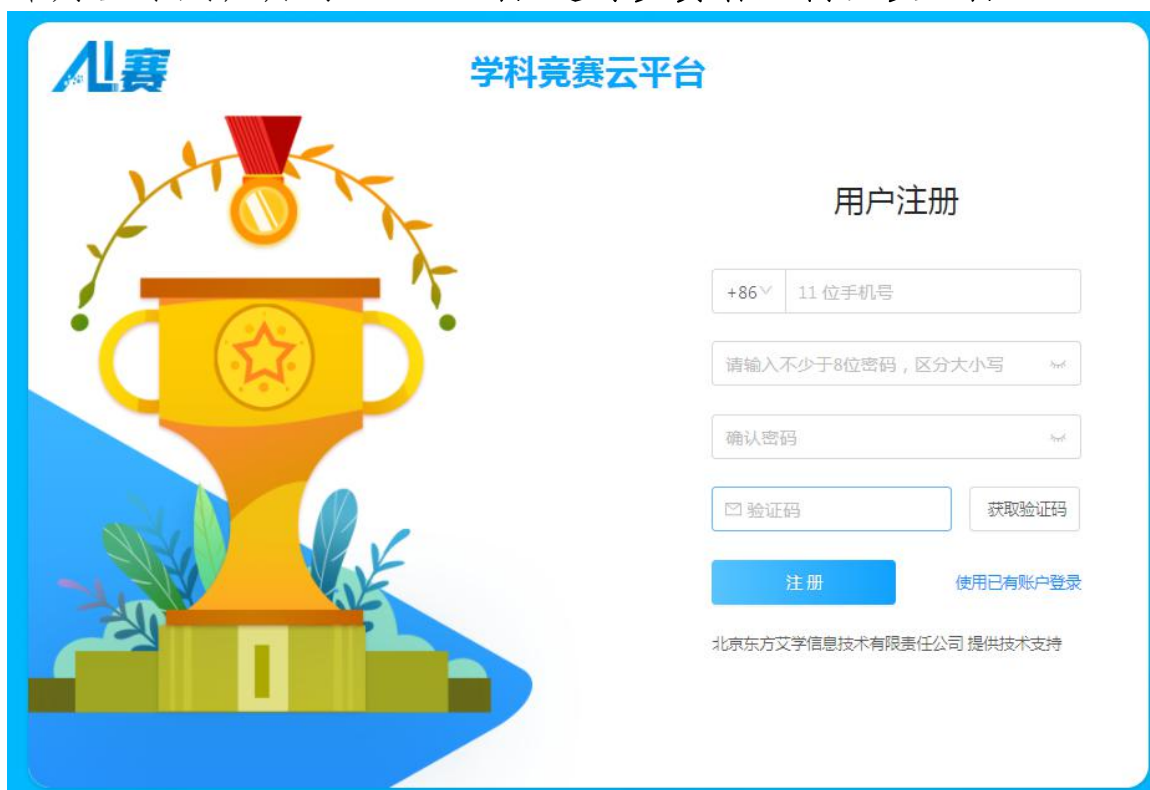 AI赛
学科竞赛云平台
用户注册
+86 11 位手机号
请输入不少于8位密码，区分大小写
确认密码
验证码 获取验证码
注 册 使用已有账户登录
北京东方艾学信息技术有限责任公司 提供技术支持